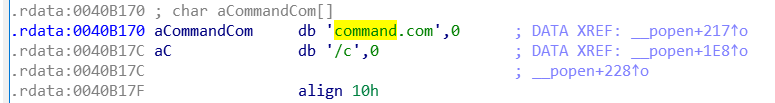 .rdata:0040B170 ; char aCommandCom[]
.rdata:0040B170 aCommandCom     db 'command.com',0      ; DATA XREF: __popen+217↑o
.rdata:0040B17C aC              db '/c',0               ; DATA XREF: __popen+1E8↑o
.rdata:0040B17C                                         ; __popen+228↑o
.rdata:0040B17F                 align 10h